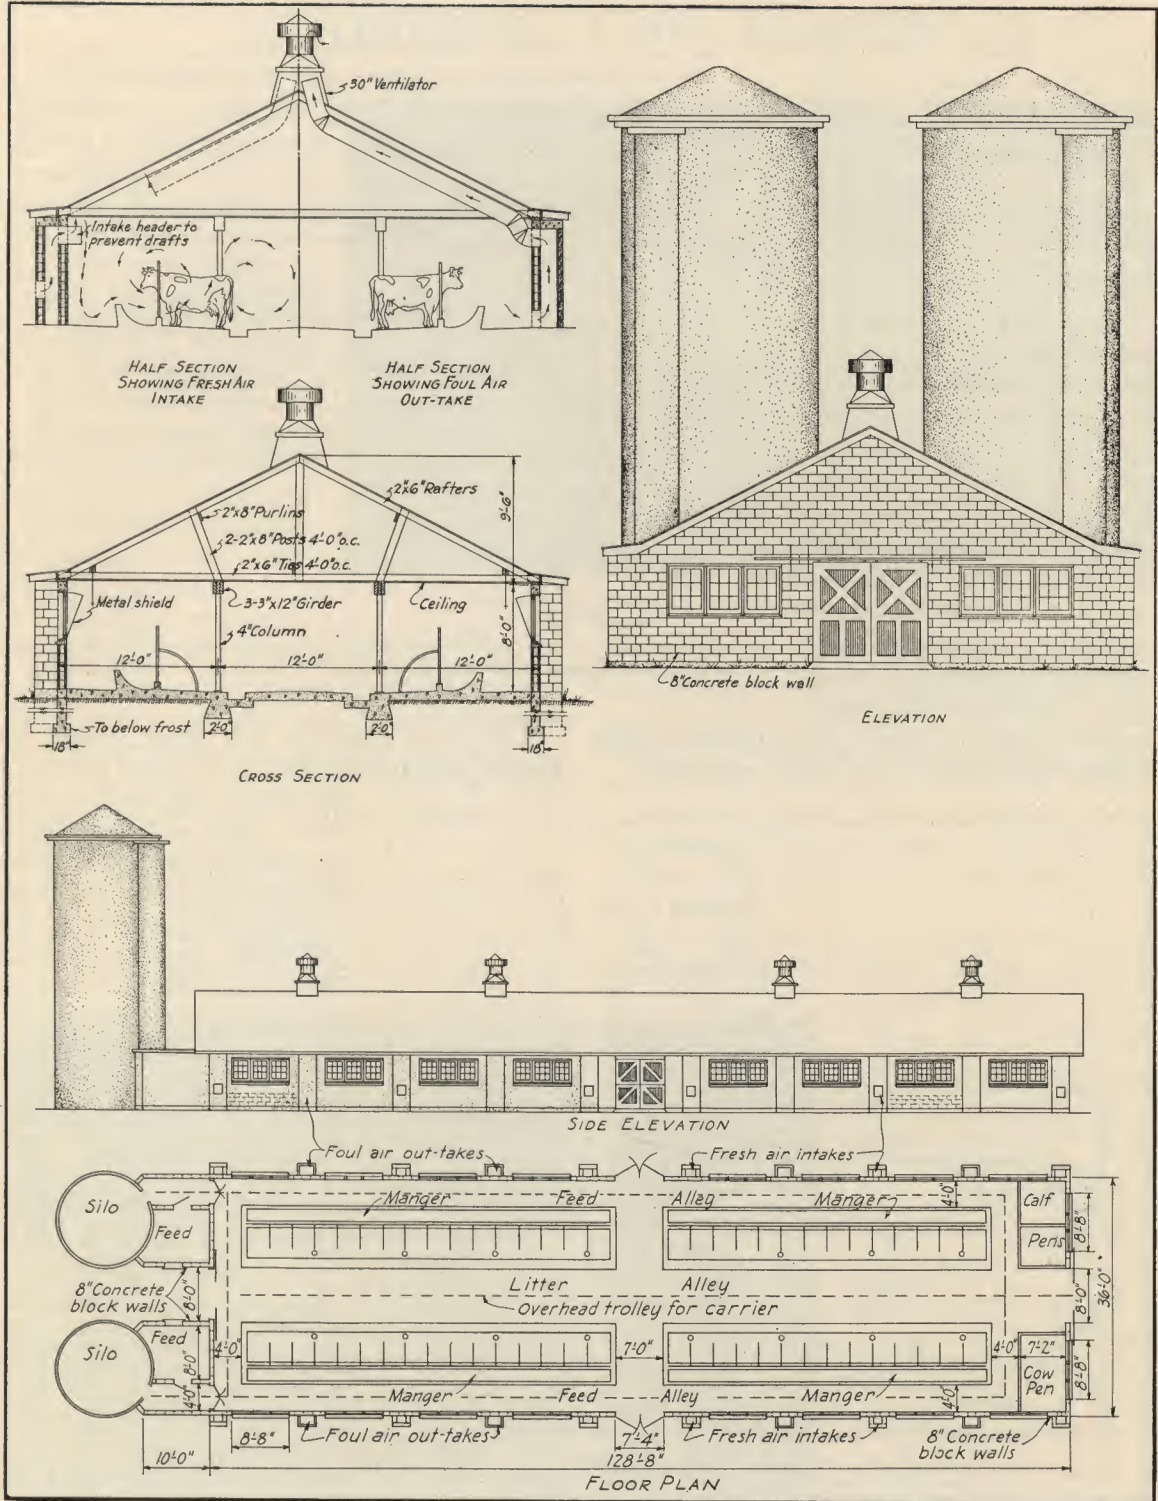 30" Ventilator
Intake header to
prevent drafts
HALF SECTION
SHOWING FRESH AIR
INTAKE
HALF SECTION
SHOWING FOUL AIR
OUT-TAKE
2"x6" Rafters
9'-6"
2"x8" Purlins
2-2"x8" Posts 4'-0" o.c.
2"x6" Ties 4'-0" o.c.
Metal shield
3-3"x12" Girder
Ceiling
8'-0"
4" Column
12'-0"
12'-0"
12'-0"
To below frost
2'-0"
2'-0"
18"
18"
CROSS SECTION
8" Concrete block wall
ELEVATION
SIDE ELEVATION
Foul air out-takes
Fresh air intakes
Silo
Feed
Manger
Feed
Alley
Manger
4'-0"
Calf
Pens
8'-8"
8" Concrete
block walls
8'-0"
Litter
Alley
Overhead trolley for carrier
8'-0"
36'-0"
Silo
Feed
8'-0"
4'-0"
4'-0"
7'-0"
4'-0"
7'-2"
Cow
Pen
8'-8"
Manger
Feed
Alley
Manger
4'-0"
8'-8"
Foul air out-takes
7'-4"
Fresh air intakes
8" Concrete
block walls
10'-0"
128'-8"
FLOOR PLAN